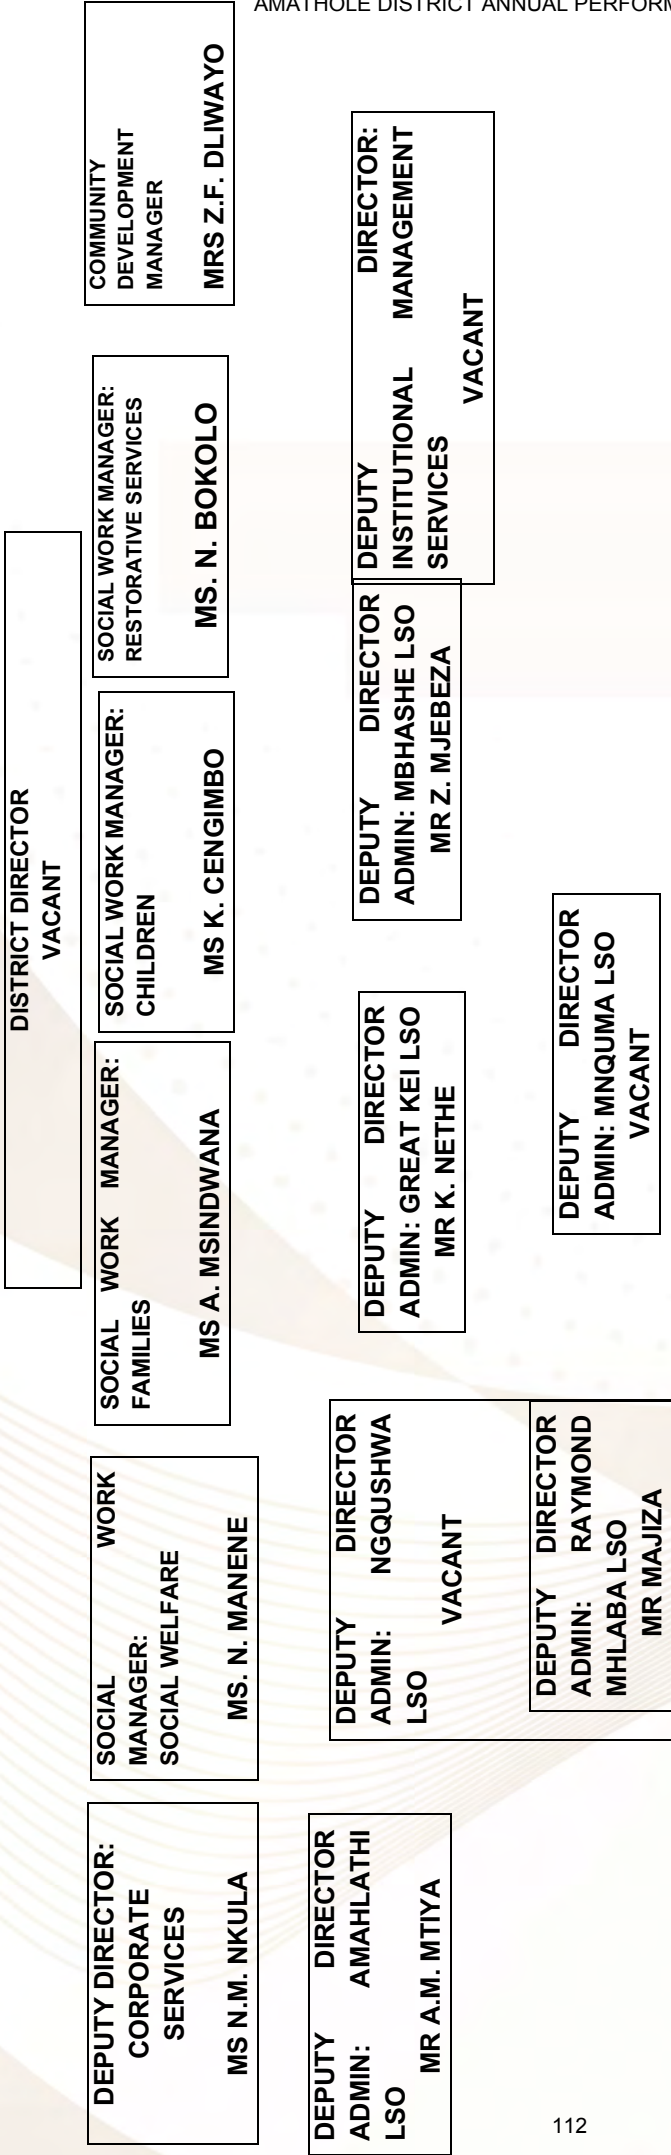 AMATHOLE DISTRICT ANNUAL PERFORM
DISTRICT DIRECTOR
VACANT
DEPUTY DIRECTOR:
CORPORATE
SERVICES
MS N.M. NKULA
SOCIAL WORK
MANAGER:
SOCIAL WELFARE
MS. N. MANENE
SOCIAL WORK MANAGER:
FAMILIES
MS A. MSINDWANA
SOCIAL WORK MANAGER:
CHILDREN
MS K. CENGIMBO
SOCIAL WORK MANAGER:
RESTORATIVE SERVICES
MS. N. BOKOLO
COMMUNITY
DEVELOPMENT
MANAGER
MRS Z.F. DLIWAYO
DEPUTY DIRECTOR
ADMIN: AMAHLATHI
LSO
MR A.M. MTIYA
DEPUTY DIRECTOR
ADMIN: NGQUSHWA
LSO
VACANT
DEPUTY DIRECTOR
ADMIN: GREAT KEI LSO
MR K. NETHE
DEPUTY DIRECTOR
ADMIN: MBHASHE LSO
MR Z. MJEBEZA
DEPUTY DIRECTOR:
INSTITUTIONAL MANAGEMENT
SERVICES
VACANT
DEPUTY DIRECTOR
ADMIN: RAYMOND
MHLABA LSO
MR MAJIZA
DEPUTY DIRECTOR
ADMIN: MNQUMA LSO
VACANT
112